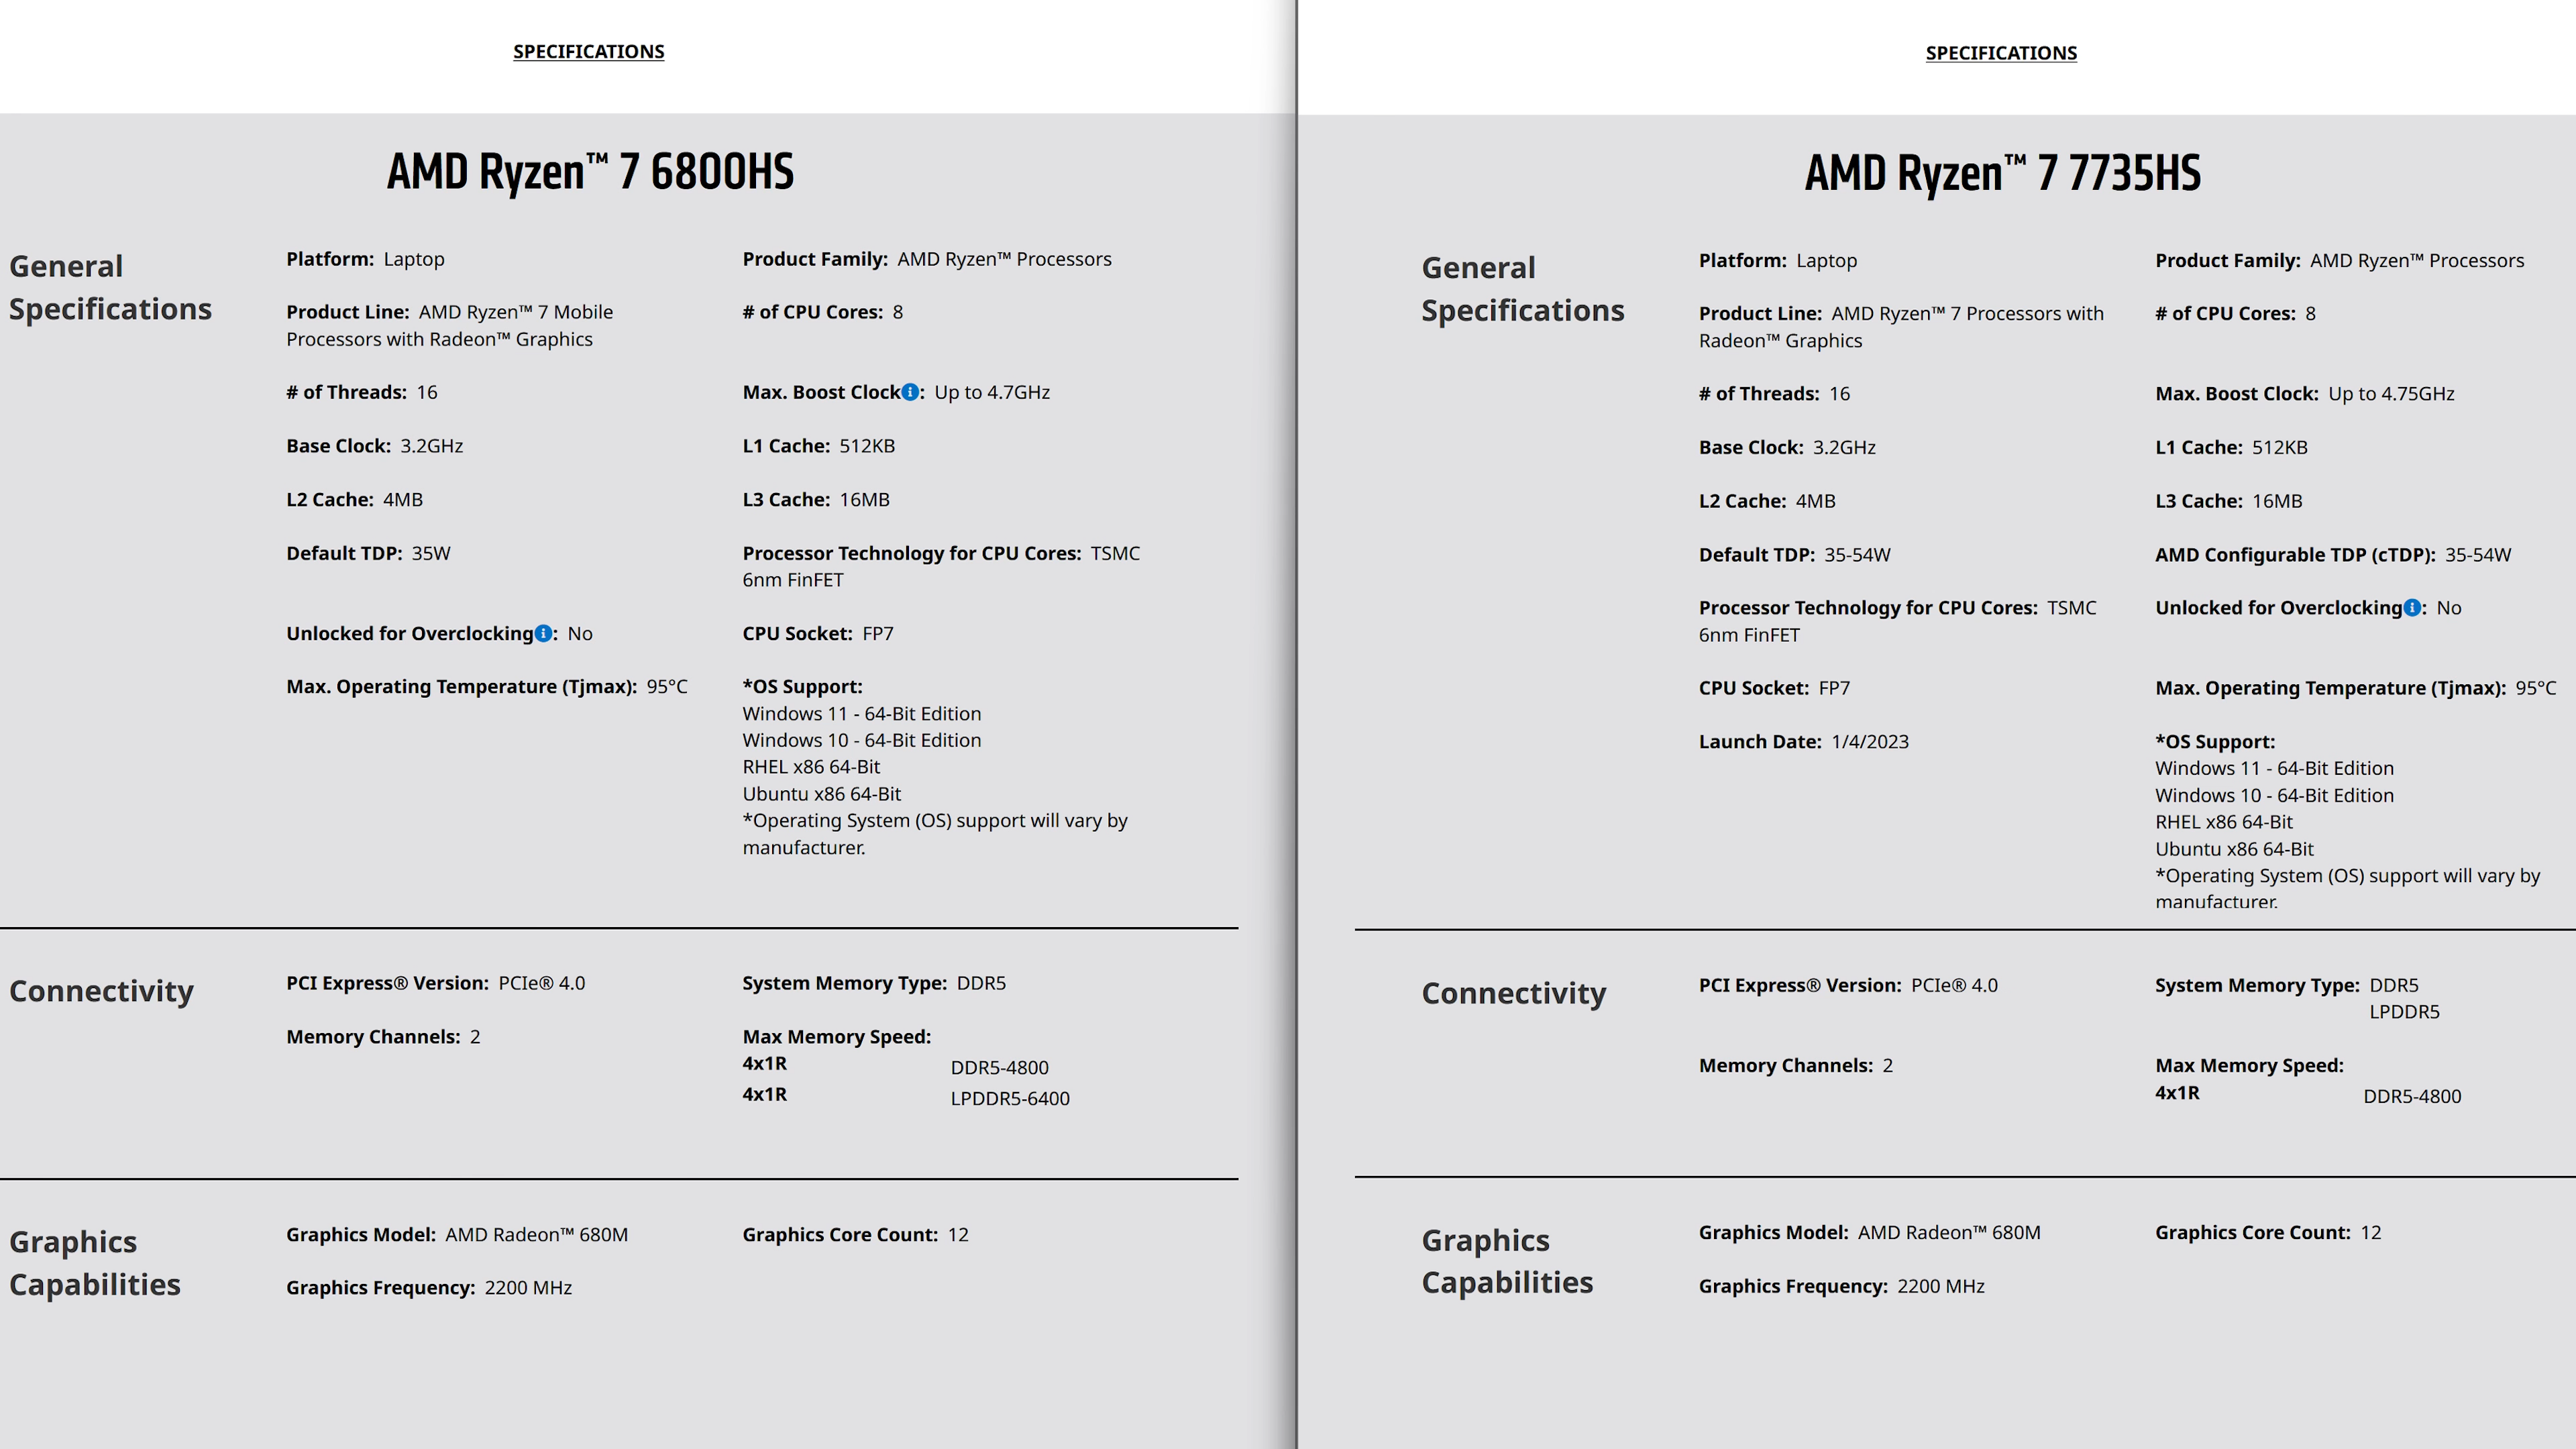 SPECIFICATIONS
AMD Ryzen™ 7 6800HS
General
Specifications
Platform: Laptop
Product Family: AMD Ryzen™ Processors
Product Line: AMD Ryzen™ 7 Mobile
Processors with Radeon™ Graphics
# of CPU Cores: 8
# of Threads: 16
Max. Boost Clock: Up to 4.7GHz
Base Clock: 3.2GHz
L1 Cache: 512KB
L2 Cache: 4MB
L3 Cache: 16MB
Default TDP: 35W
Processor Technology for CPU Cores: TSMC
6nm FinFET
Unlocked for Overclocking: No
CPU Socket: FP7
Max. Operating Temperature (Tjmax): 95°C
*OS Support:
Windows 11 - 64-Bit Edition
Windows 10 - 64-Bit Edition
RHEL x86 64-Bit
Ubuntu x86 64-Bit
*Operating System (OS) support will vary by
manufacturer.
Connectivity
PCI Express® Version: PCIe® 4.0
System Memory Type: DDR5
Memory Channels: 2
Max Memory Speed:
4x1R DDR5-4800
4x1R LPDDR5-6400
Graphics
Capabilities
Graphics Model: AMD Radeon™ 680M
Graphics Core Count: 12
Graphics Frequency: 2200 MHz
SPECIFICATIONS
AMD Ryzen™ 7 7735HS
General
Specifications
Platform: Laptop
Product Family: AMD Ryzen™ Processors
Product Line: AMD Ryzen™ 7 Processors with
Radeon™ Graphics
# of CPU Cores: 8
# of Threads: 16
Max. Boost Clock: Up to 4.75GHz
Base Clock: 3.2GHz
L1 Cache: 512KB
L2 Cache: 4MB
L3 Cache: 16MB
Default TDP: 35-54W
AMD Configurable TDP (cTDP): 35-54W
Processor Technology for CPU Cores: TSMC
6nm FinFET
Unlocked for Overclocking: No
CPU Socket: FP7
Max. Operating Temperature (Tjmax): 95°C
Launch Date: 1/4/2023
*OS Support:
Windows 11 - 64-Bit Edition
Windows 10 - 64-Bit Edition
RHEL x86 64-Bit
Ubuntu x86 64-Bit
*Operating System (OS) support will vary by
manufacturer.
Connectivity
PCI Express® Version: PCIe® 4.0
System Memory Type: DDR5
LPDDR5
Memory Channels: 2
Max Memory Speed:
4x1R DDR5-4800
Graphics
Capabilities
Graphics Model: AMD Radeon™ 680M
Graphics Core Count: 12
Graphics Frequency: 2200 MHz